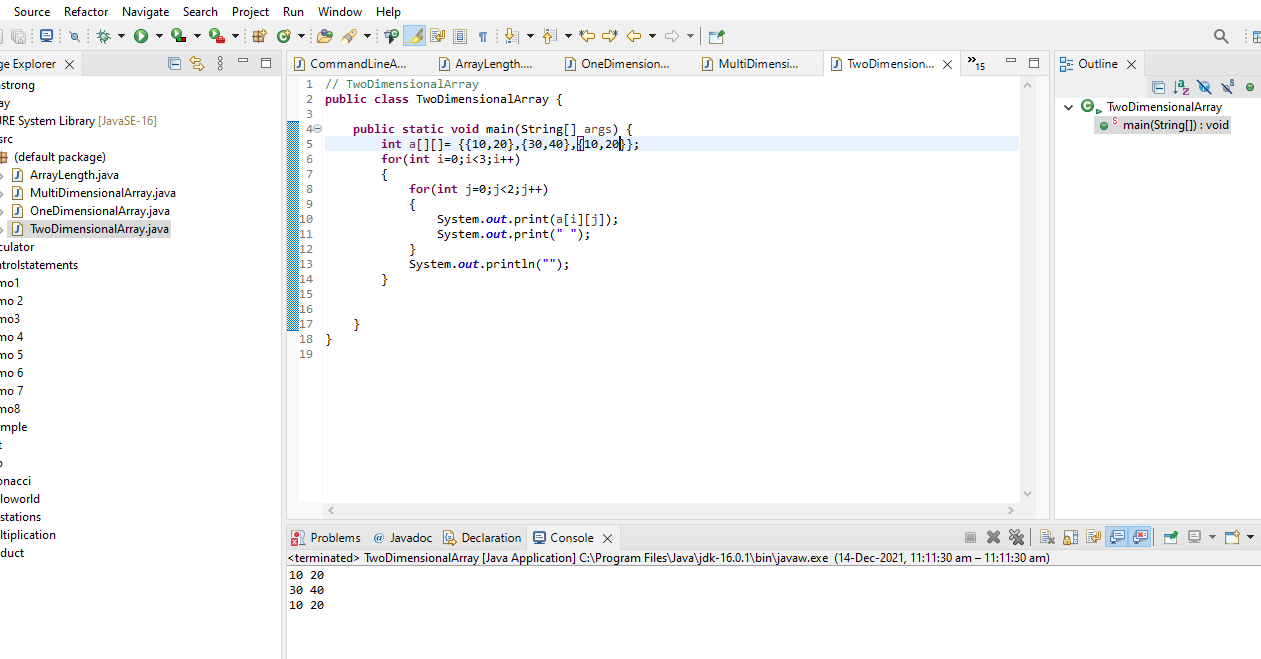 Source Refactor Navigate Search Project Run Window Help
ge Explorer
strong
ay
JRE System Library [JavaSE-16]
src
(default package)
ArrayLength.java
MultiDimensionalArray.java
OneDimensionalArray.java
TwoDimensionalArray.java
culator
ntrolstatements
mo1
mo 2
mo3
mo 4
mo 5
mo 6
mo 7
mo8
mple
t
o
onacci
loworld
stations
ltiplication
duct
CommandLineA... ArrayLength.... OneDimension... MultiDimensi... TwoDimension... »15
1 // TwoDimensionalArray
2 public class TwoDimensionalArray {
3
4 public static void main(String[] args) {
5 int a[][]= {{10,20},{30,40},{10,20}};
6 for(int i=0;i<3;i++)
7 {
8 for(int j=0;j<2;j++)
9 {
10 System.out.print(a[i][j]);
11 System.out.print(" ");
12 }
13 System.out.println("");
14 }
15
16
17 }
18 }
19
Outline
TwoDimensionalArray
main(String[]) : void
Problems @ Javadoc Declaration Console
<terminated> TwoDimensionalArray [Java Application] C:\Program Files\Java\jdk-16.0.1\bin\javaw.exe (14-Dec-2021, 11:11:30 am – 11:11:30 am)
10 20
30 40
10 20